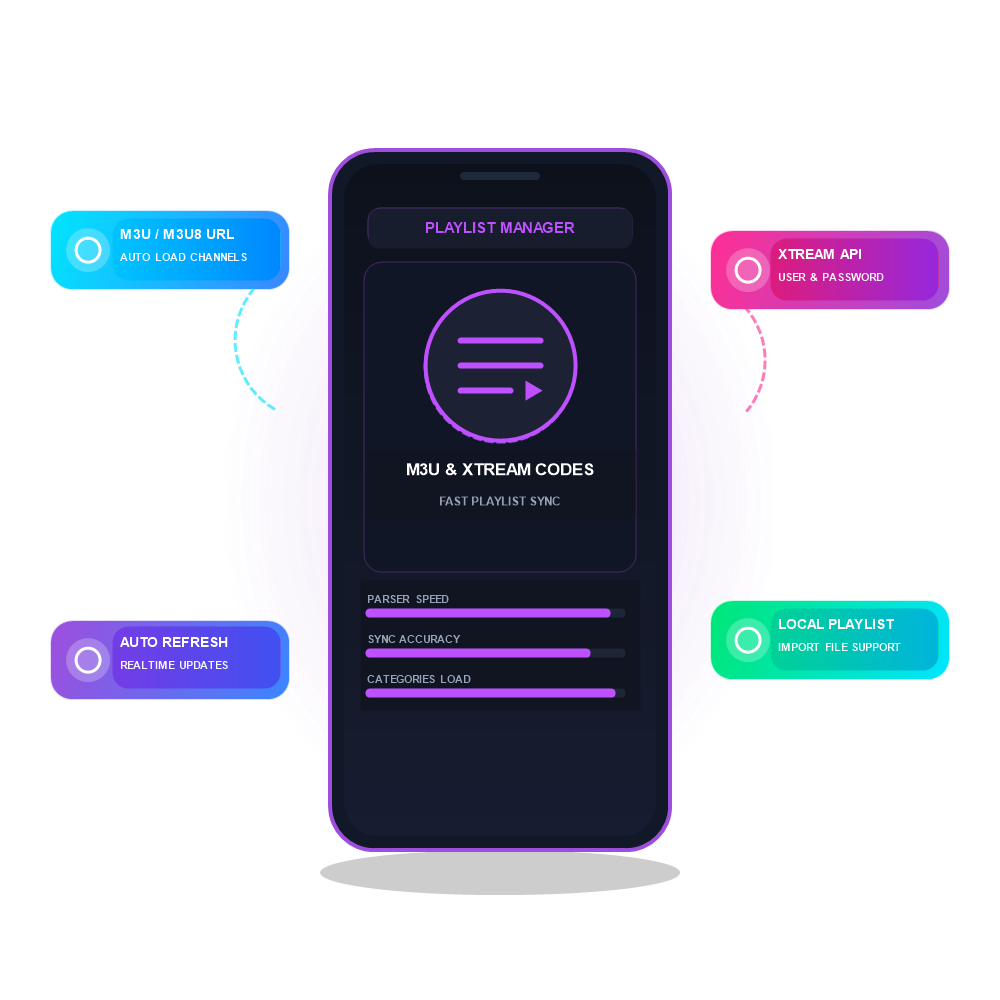 M3U / M3U8 URL
AUTO LOAD CHANNELS
PLAYLIST MANAGER
XTREAM API
USER & PASSWORD
M3U & XTREAM CODES
FAST PLAYLIST SYNC
PARSER SPEED
SYNC ACCURACY
CATEGORIES LOAD
AUTO REFRESH
REALTIME UPDATES
LOCAL PLAYLIST
IMPORT FILE SUPPORT